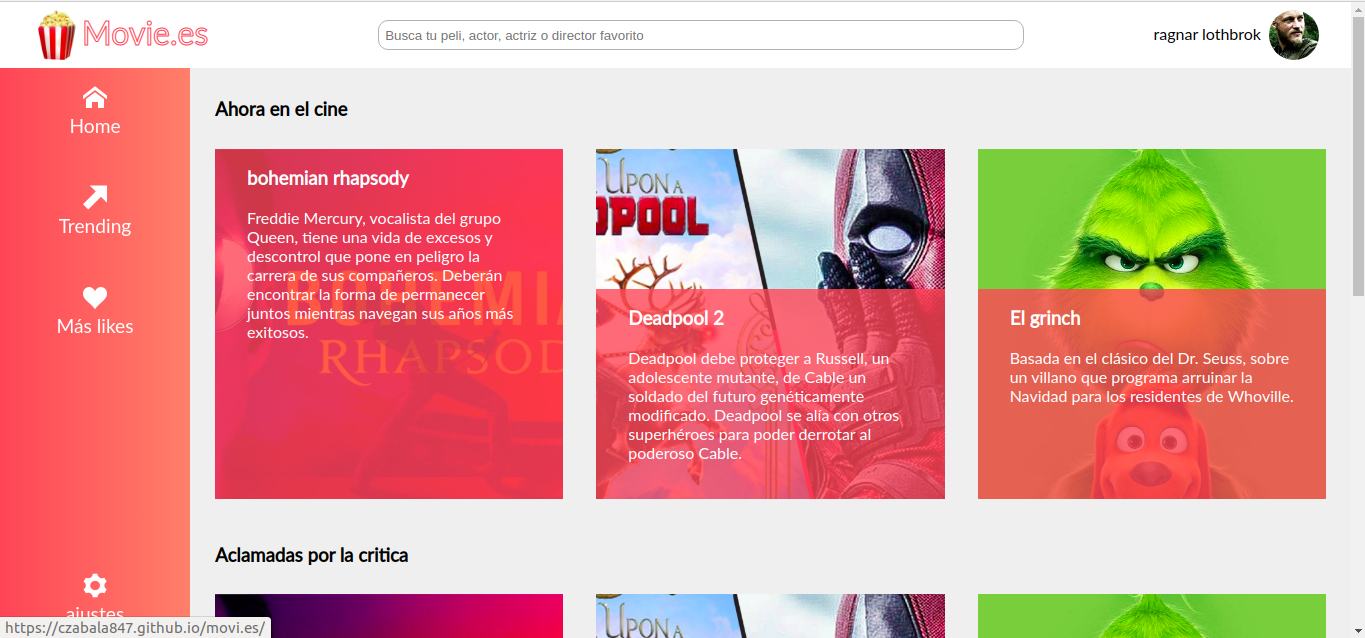 Movie.es
Busca tu peli, actor, actriz o director favorito
ragnar lothbrok
Home
Trending
Más likes
ajustes
Ahora en el cine
bohemian rhapsody
Freddie Mercury, vocalista del grupo
Queen, tiene una vida de excesos y
descontrol que pone en peligro la
carrera de sus compañeros. Deberán
encontrar la forma de permanecer
juntos mientras navegan sus años más
exitosos.
BOHEMIA
RHAPSOD
UPON A
DPOOL
Deadpool 2
Deadpool debe proteger a Russell, un
adolescente mutante, de Cable un
soldado del futuro genéticamente
modificado. Deadpool se alía con otros
superhéroes para poder derrotar al
poderoso Cable.
El grinch
Basada en el clásico del Dr. Seuss, sobre
un villano que programa arruinar la
Navidad para los residentes de Whoville.
Aclamadas por la critica
UPON A
https://czabala847.github.io/movi.es/